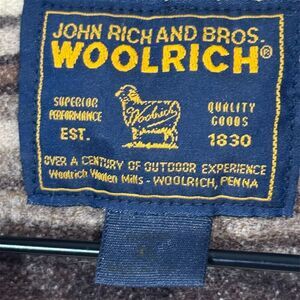 JOHN RICH AND BROS.
WOOLRICH®
SUPERIOR PERFORMANCE
Woolrich
QUALITY GOODS
EST.
1830
OVER A CENTURY OF OUTDOOR EXPERIENCE
Woolrich Woolen Mills - WOOLRICH, PENNA